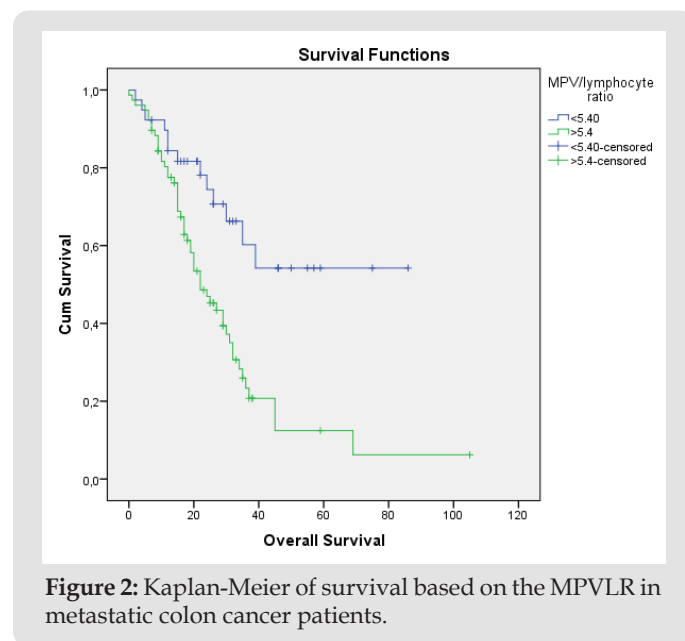 Survival Functions
MPV/lymphocyte
ratio
<5.40
>5.4
<5.40-censored
>5.4-censored
Cum Survival
1,0
0,8
0,6
0,4
0,2
0,0
0 20 40 60 80 100 120
Overall Survival
Figure 2: Kaplan-Meier of survival based on the MPVLR in
metastatic colon cancer patients.